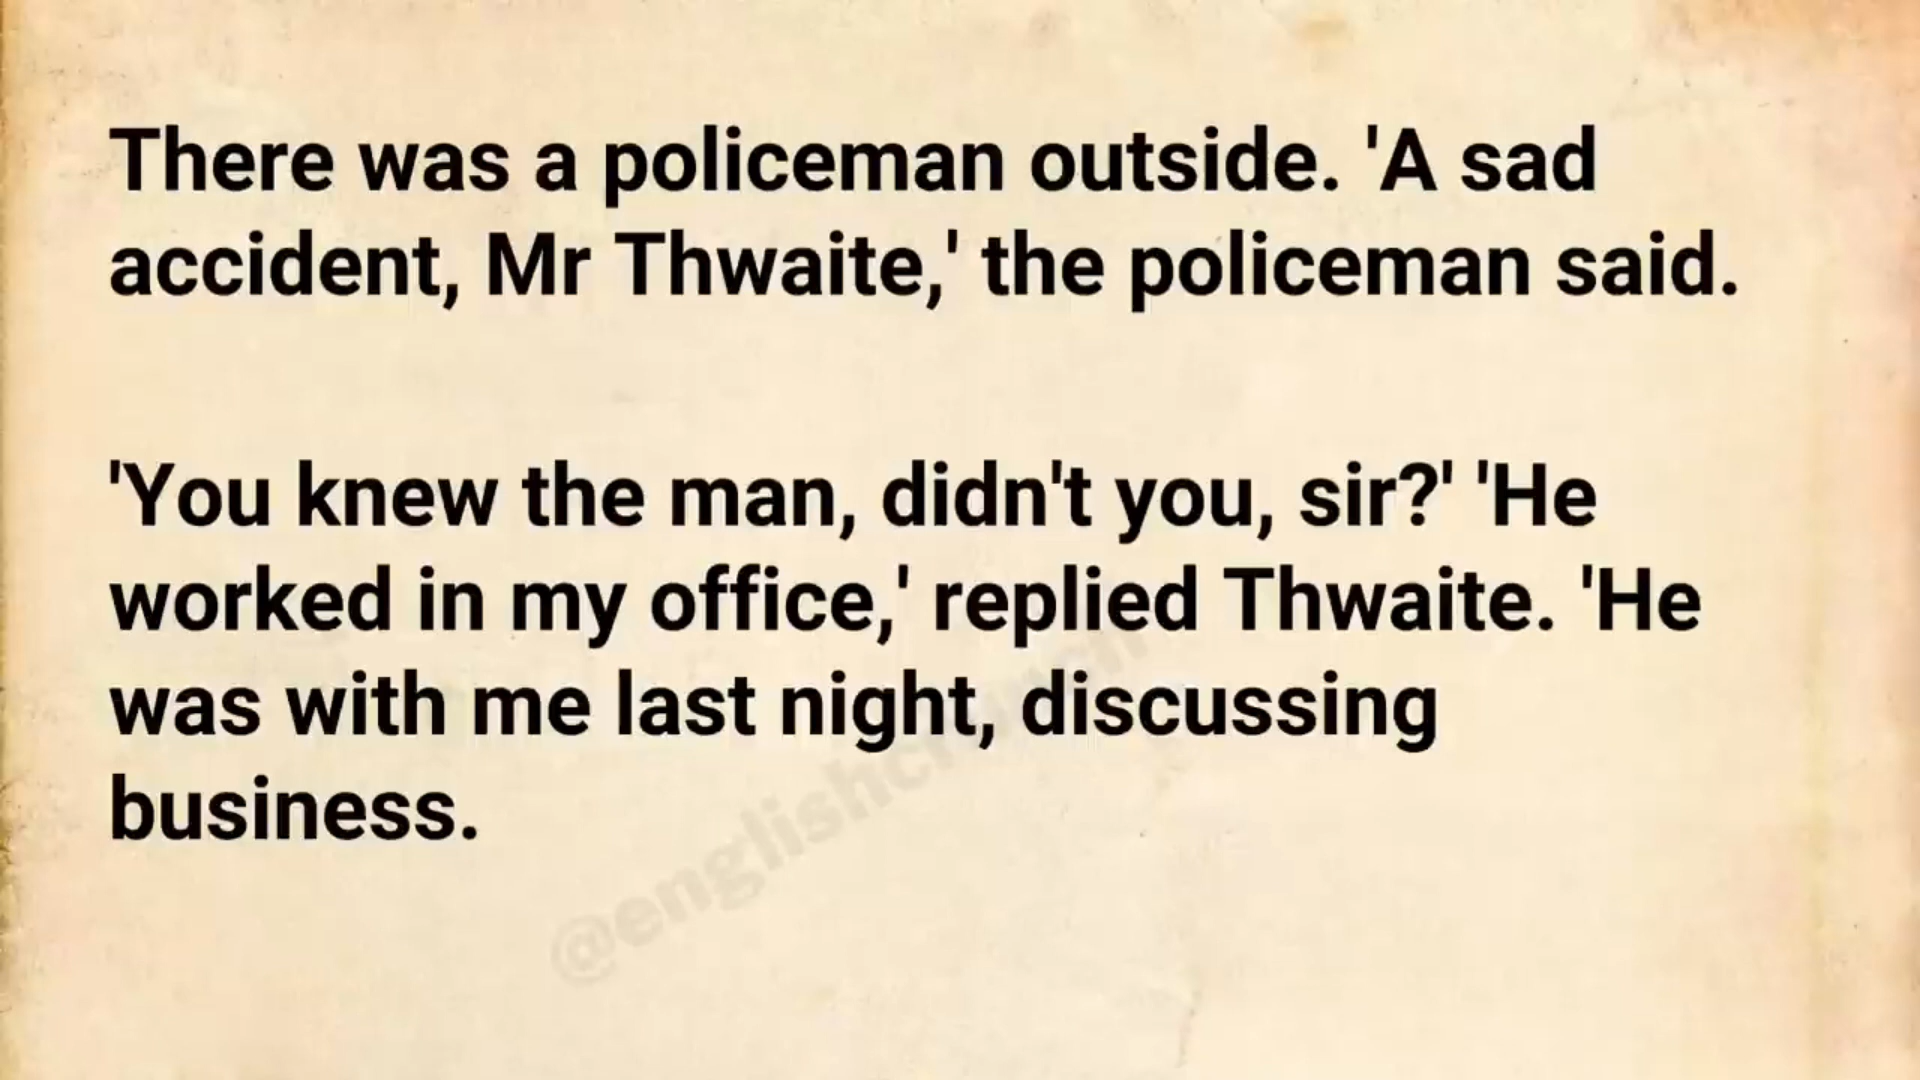 There was a policeman outside. 'A sad
accident, Mr Thwaite,' the policeman said.
'You knew the man, didn't you, sir?' 'He
worked in my office,' replied Thwaite. 'He
was with me last night, discussing
business.